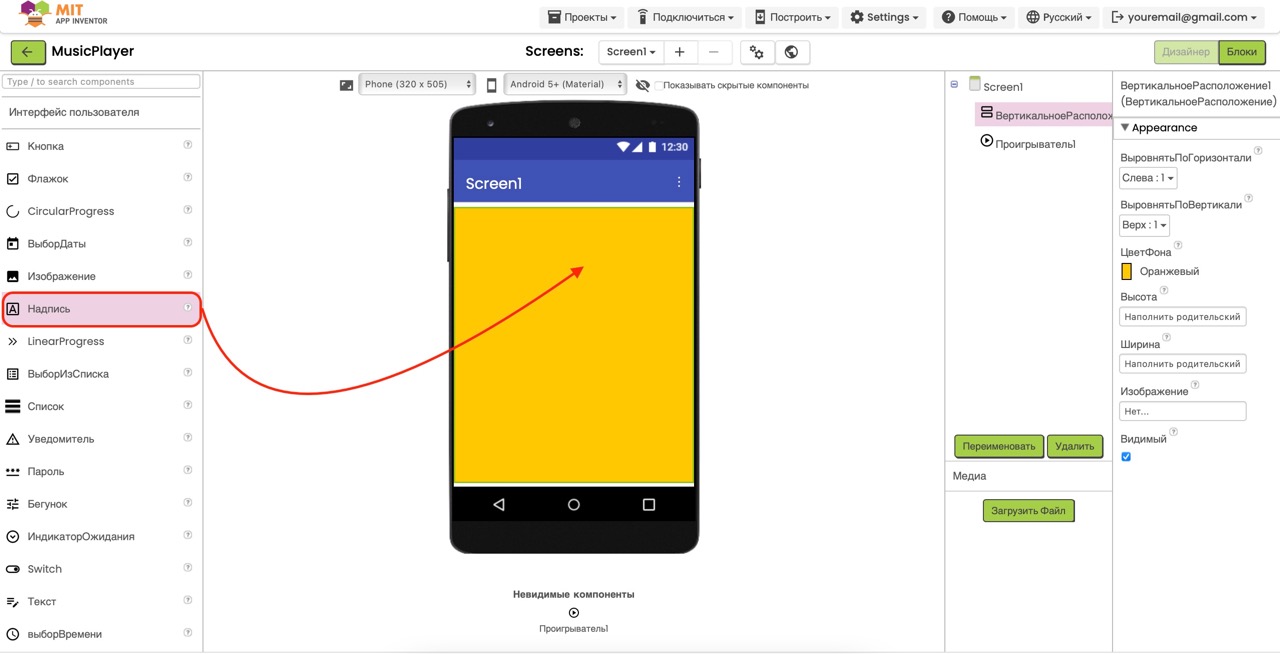 MIT
APP INVENTOR
Проекты
Подключиться
Построить
Settings
Помощь
Русский
youremail@gmail.com
MusicPlayer
Screens:
Screen1
Дизайнер
Блоки
Type / to search components
Интерфейс пользователя
Кнопка
Флажок
CircularProgress
ВыборДаты
Изображение
Надпись
LinearProgress
ВыборИзСписка
Список
Уведомитель
Пароль
Бегунок
ИндикаторОжидания
Switch
Текст
выборВремени
Phone (320 x 505)
Android 5+ (Material)
Показывать скрытые компоненты
12:30
Screen1
Невидимые компоненты
Проигрыватель1
Screen1
ВертикальноеРасполох
Проигрыватель1
Переименовать
Удалить
Медиа
Загрузить Файл
ВертикальноеРасположение1
(ВертикальноеРасположение)
Appearance
ВыровнятьПоГоризонтали
Слева : 1
ВыровнятьПоВертикали
Верх : 1
ЦветФона
Оранжевый
Высота
Наполнить родительский
Ширина
Наполнить родительский
Изображение
Нет...
Видимый